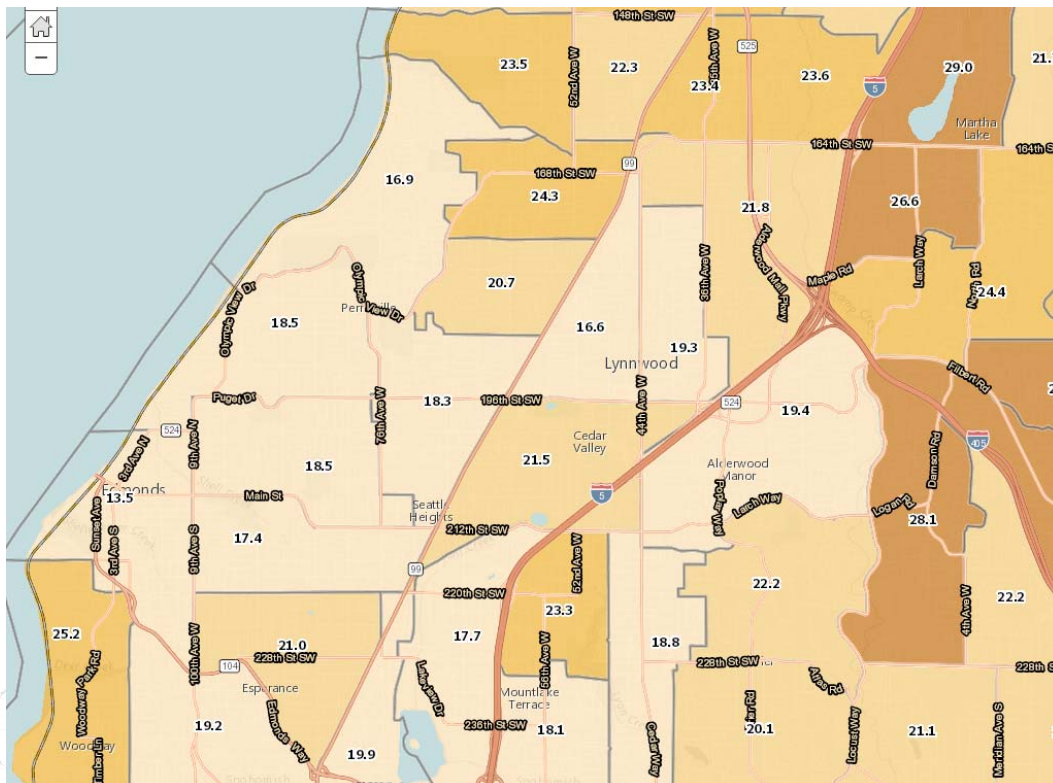 148th St SW
52nd Ave W
525
23.5
22.3
23.4
23.6
29.0
5
Martha
Lake
164th St SW
99
168th St SW
16.9
24.3
21.8
26.6
36th Ave W
Alderwood Mall Pkwy
Maple Rd
Larch Way
North Rd
24.4
20.7
Olympic View Dr
Olympic View Dr
18.5
16.6
19.3
Lynnwood
Filbert Rd
Puget Dr
18.3
196th St SW
44th Ave W
524
19.4
76th Ave W
524
3rd Ave N
9th Ave N
Cedar
Valley
405
Damson Rd
18.5
21.5
Alderwood
Manor
Edmonds
13.5
Main St
5
Poplar Way
Larch Way
Logan Rd
28.1
Seattle
Heights
212th St SW
Sunset Ave
3rd Ave S
9th Ave S
17.4
99
52nd Ave W
220th St SW
22.2
22.2
4th Ave W
25.2
23.3
17.7
18.8
21.0
228th St SW
104
228th St SW
228th St SW
Woodway Park Rd
100th Ave W
Esperance
Lakeview Dr
56th Ave W
Atlas Rd
Mountlake
Terrace
Edmonds Way
236th St SW
19.2
18.1
20.1
21.1
Locust Way
Meridian Ave S
Cedar Way
19.9
Timber Ln